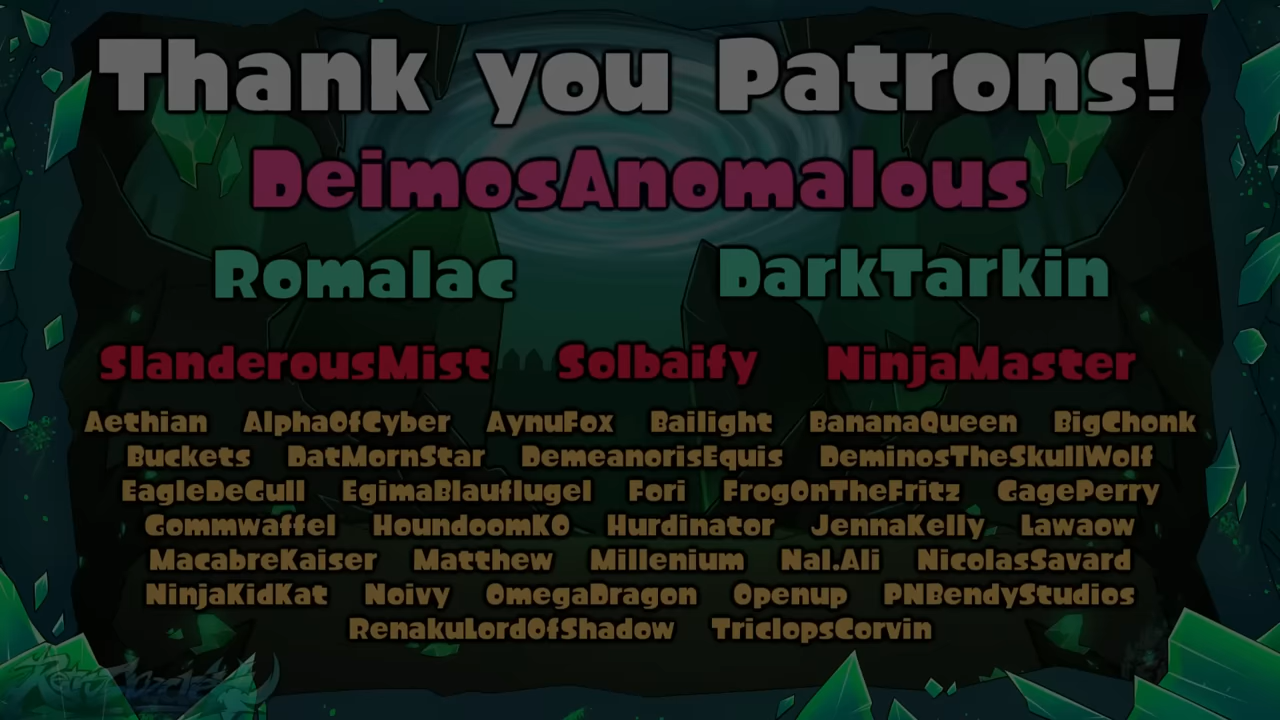 Thank you Patrons!
DeimosAnomalous
Romalac DarkTarkin
SlanderousMist Solbaify NinjaMaster
Aethian AlphaOfCyber AynuFox Bailight BananaQueen BigChonk
Buckets DatMornStar DemeanorisEquis DeminosTheSkullWolf
EagleDeGull EgimaBlauflugel Fori FrogOnTheFritz GagePerry
Gommwaffel HoundoomKO Hurdinator JennaKelly Lawaow
MacabreKaiser Matthew Millenium Nal.Ali NicolasSavard
NinjaKidKat Noivy OmegaDragon Openup PNBendyStudios
RenakuLordOfShadow TriclopsCorvin